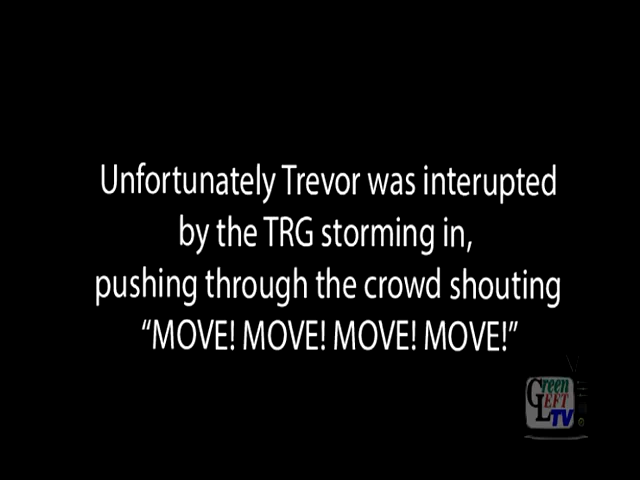 Unfortunately Trevor was interupted
by the TRG storming in,
pushing through the crowd shouting
“MOVE! MOVE! MOVE! MOVE!”
Green
LEFT
TV